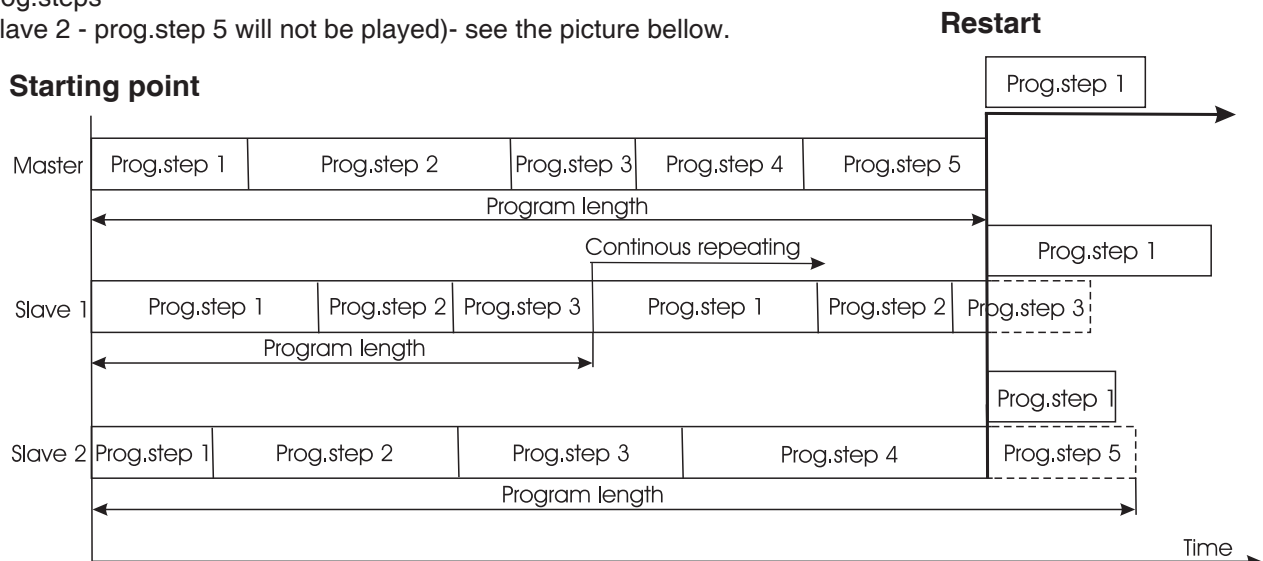 og.steps
lave 2 - prog.step 5 will not be played)- see the picture bellow.
Restart
Starting point
Prog.step 1
Master Prog.step 1 Prog.step 2 Prog.step 3 Prog.step 4 Prog.step 5
Program length
Prog.step 1
Continous repeating
Slave 1 Prog.step 1 Prog.step 2 Prog.step 3 Prog.step 1 Prog.step 2 Prog.step 3
Program length
Prog.step 1
Slave 2 Prog.step 1 Prog.step 2 Prog.step 3 Prog.step 4 Prog.step 5
Program length
Time